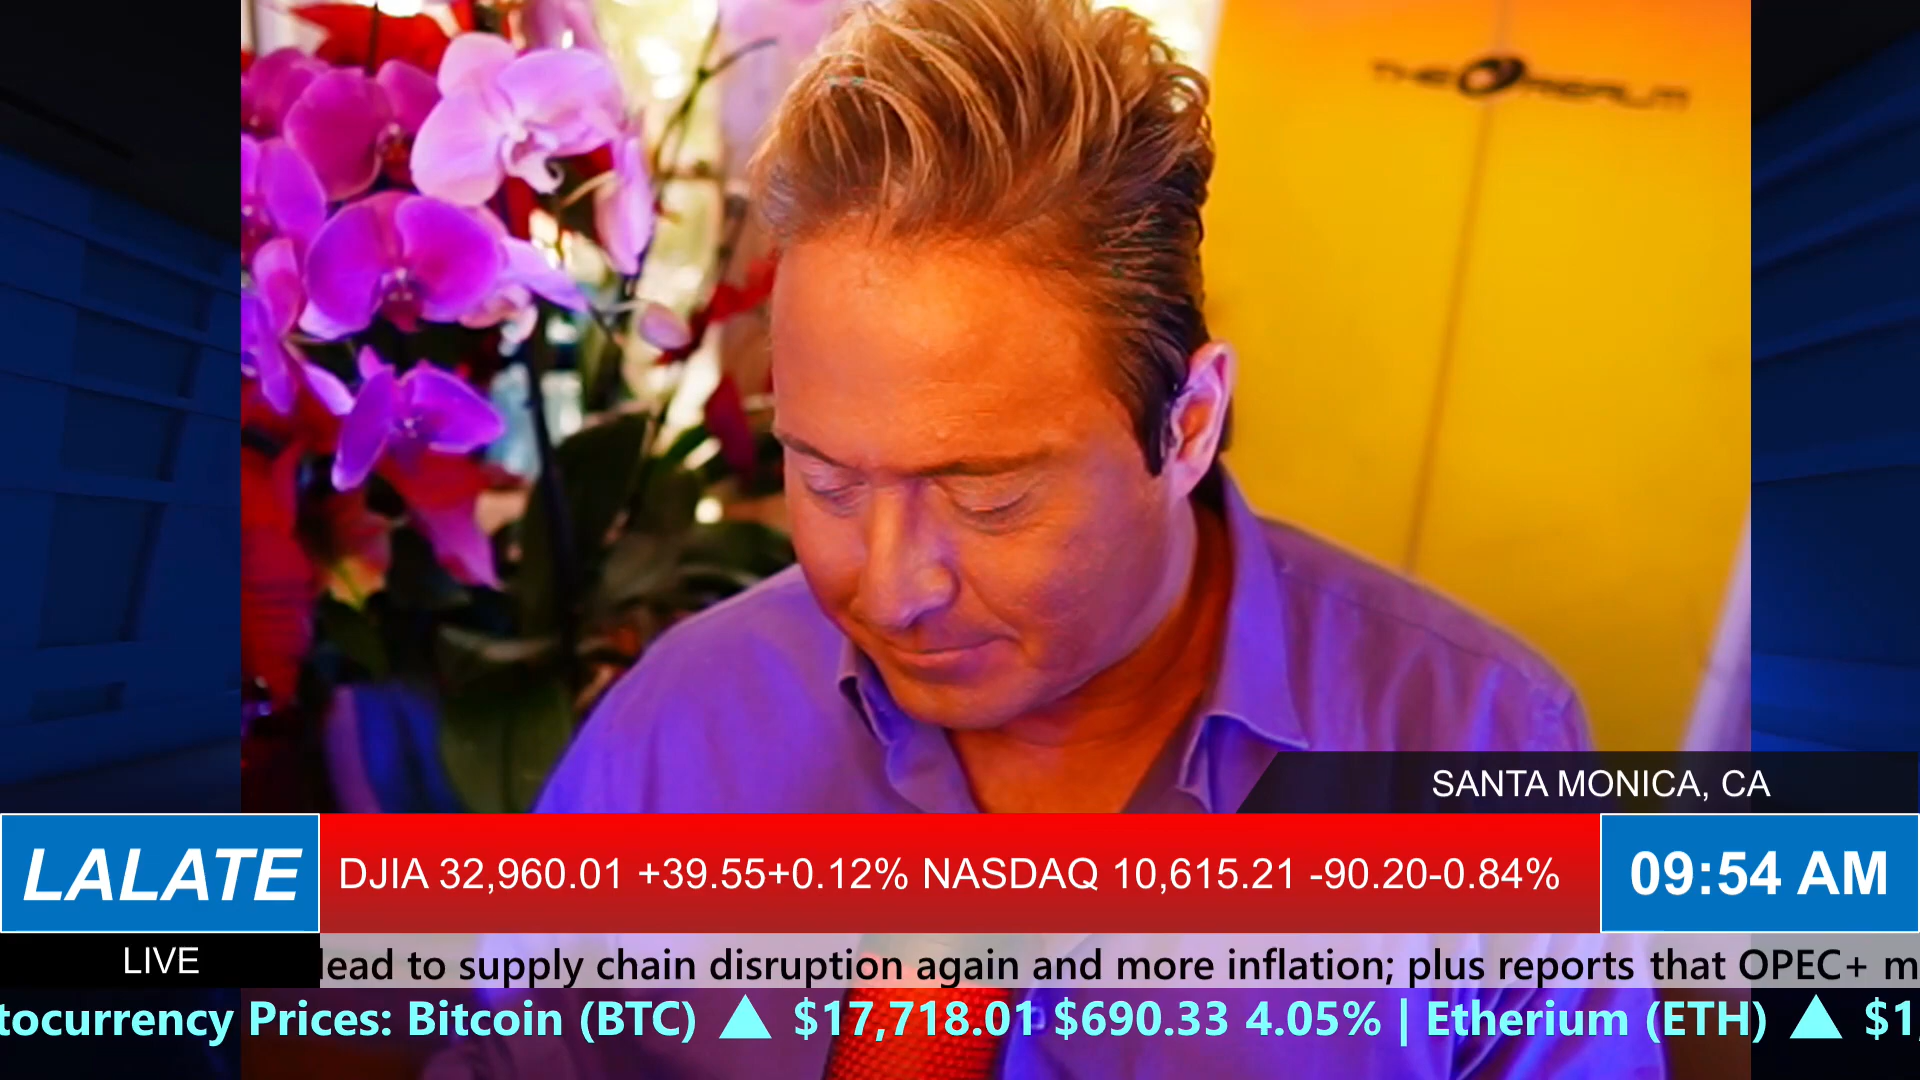 THE REALM
SANTA MONICA, CA
LALATE
DJIA 32,960.01 +39.55+0.12% NASDAQ 10,615.21 -90.20-0.84%
09:54 AM
LIVE
lead to supply chain disruption again and more inflation; plus reports that OPEC+ m
tocurrency Prices: Bitcoin (BTC) ▲ $17,718.01 $690.33 4.05% | Etherium (ETH) ▲ $1,